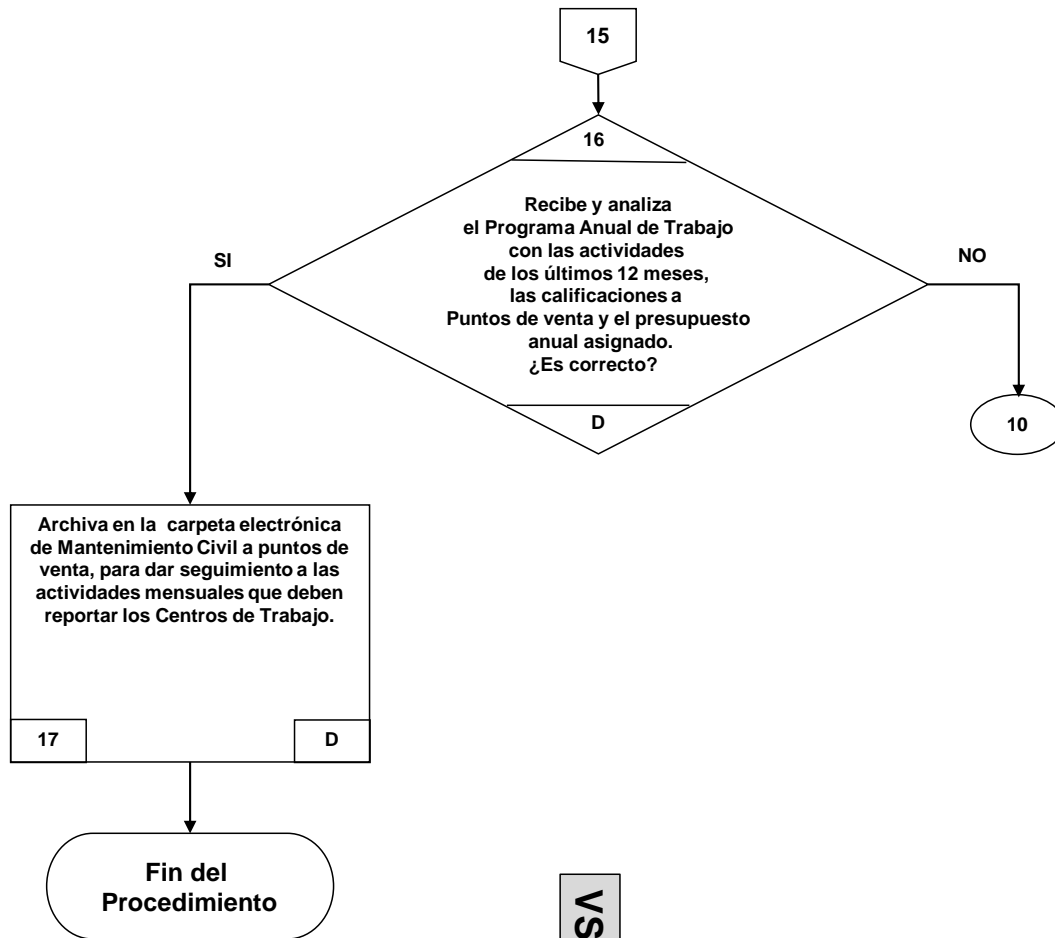 15
16
Recibe y analiza
el Programa Anual de Trabajo
con las actividades
de los últimos 12 meses,
las calificaciones a
Puntos de venta y el presupuesto
anual asignado.
¿Es correcto?
D
SI
NO
10
Archiva en la carpeta electrónica
de Mantenimiento Civil a puntos de
venta, para dar seguimiento a las
actividades mensuales que deben
reportar los Centros de Trabajo.
17
D
Fin del
Procedimiento
VS